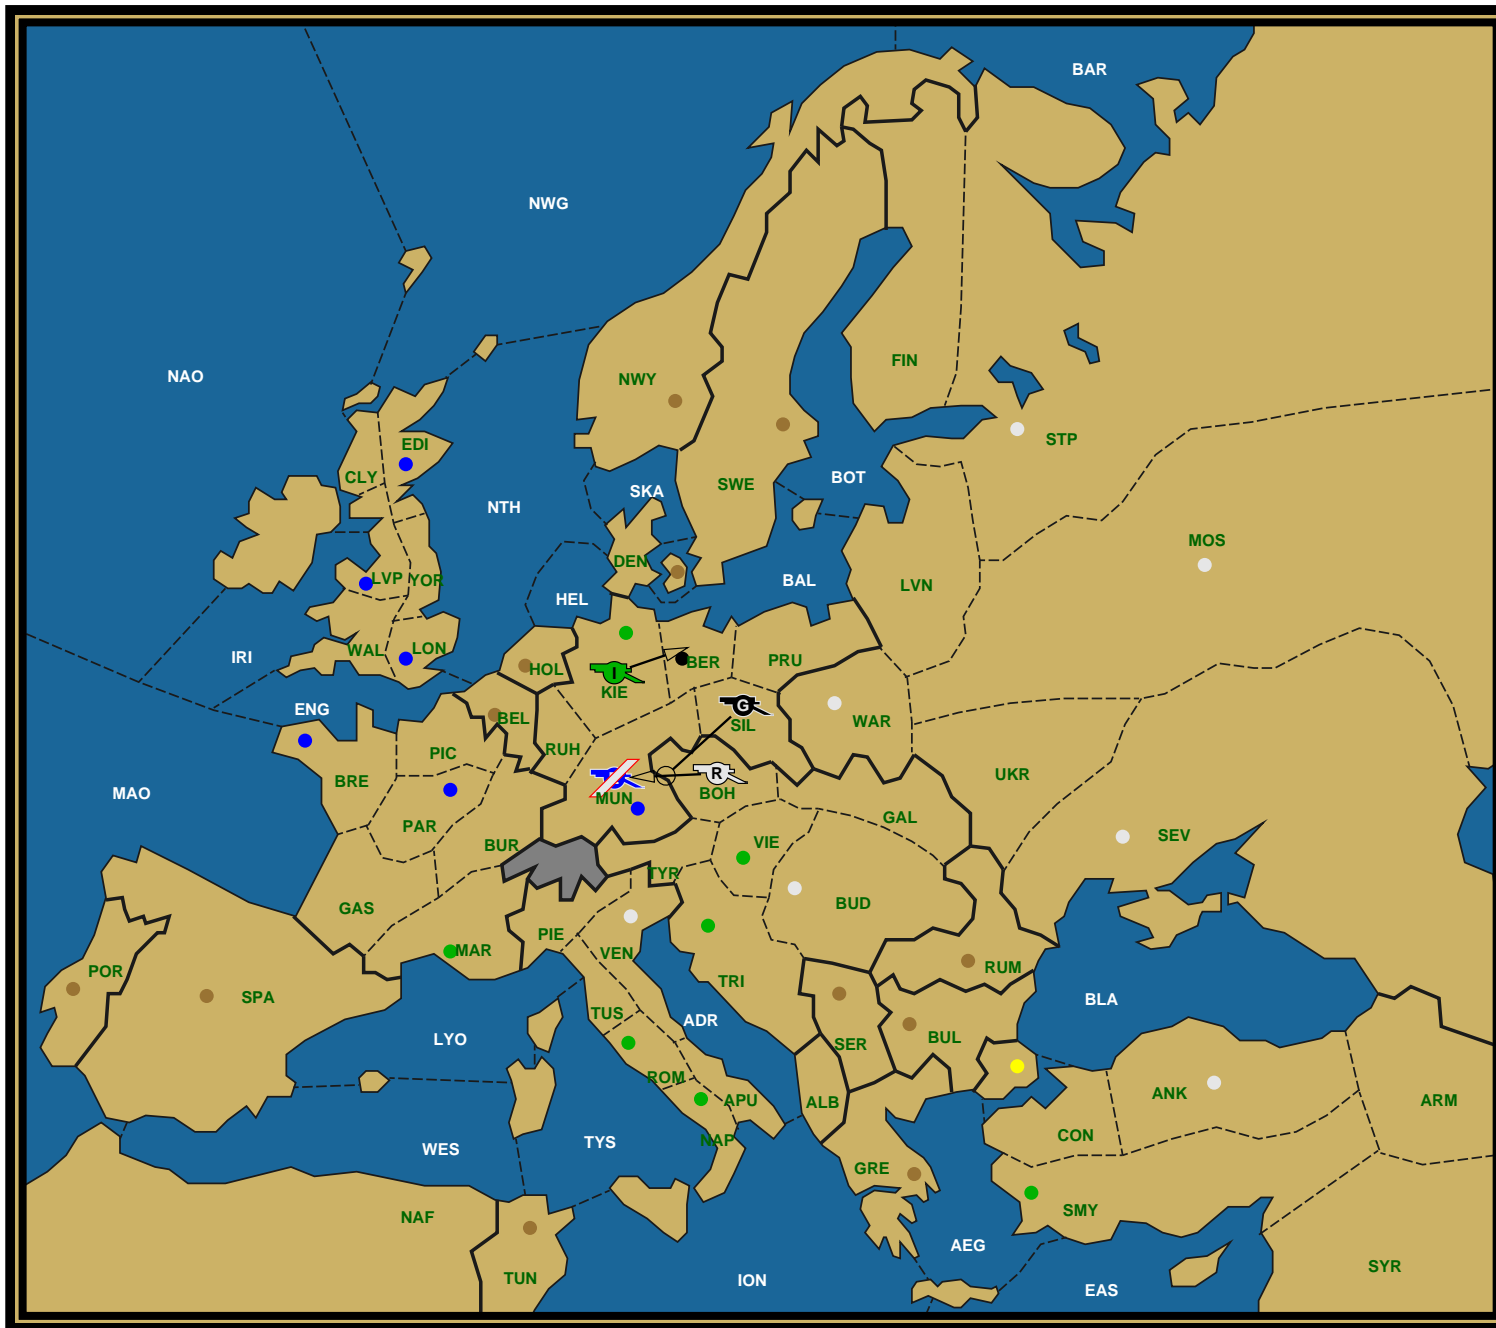 BAR
NWG
NAO
FIN
NWY
EDI
STP
CLY
BOT
SWE
SKA
NTH
MOS
DEN
LVP
YOR
BAL
LVN
HEL
WAL
LON
IRI
HOL
BER
PRU
I
KIE
G
ENG
BEL
SIL
WAR
RUH
PIC
UKR
R
BRE
MAO
MUN
BOH
GAL
PAR
SEV
BUR
VIE
TYR
BUD
GAS
PIE
MAR
VEN
RUM
POR
SPA
TRI
BLA
TUS
ADR
LYO
BUL
SER
ROM
ANK
APU
ALB
ARM
CON
NAP
TYS
WES
GRE
SMY
NAF
AEG
SYR
TUN
ION
EAS